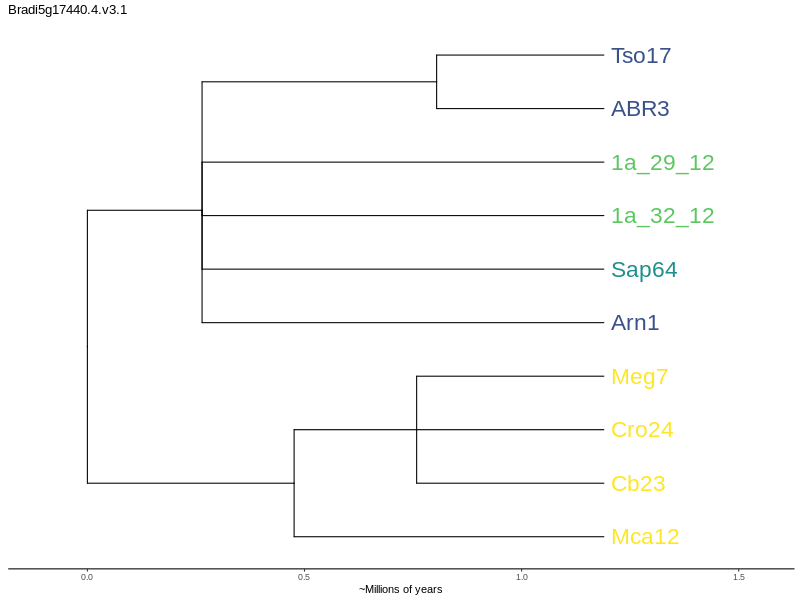 Bradi5g17440.4.v3.1
Tso17
ABR3
1a_29_12
1a_32_12
Sap64
Arn1
Meg7
Cro24
Cb23
Mca12
0.0 0.5 1.0 1.5
~Millions of years